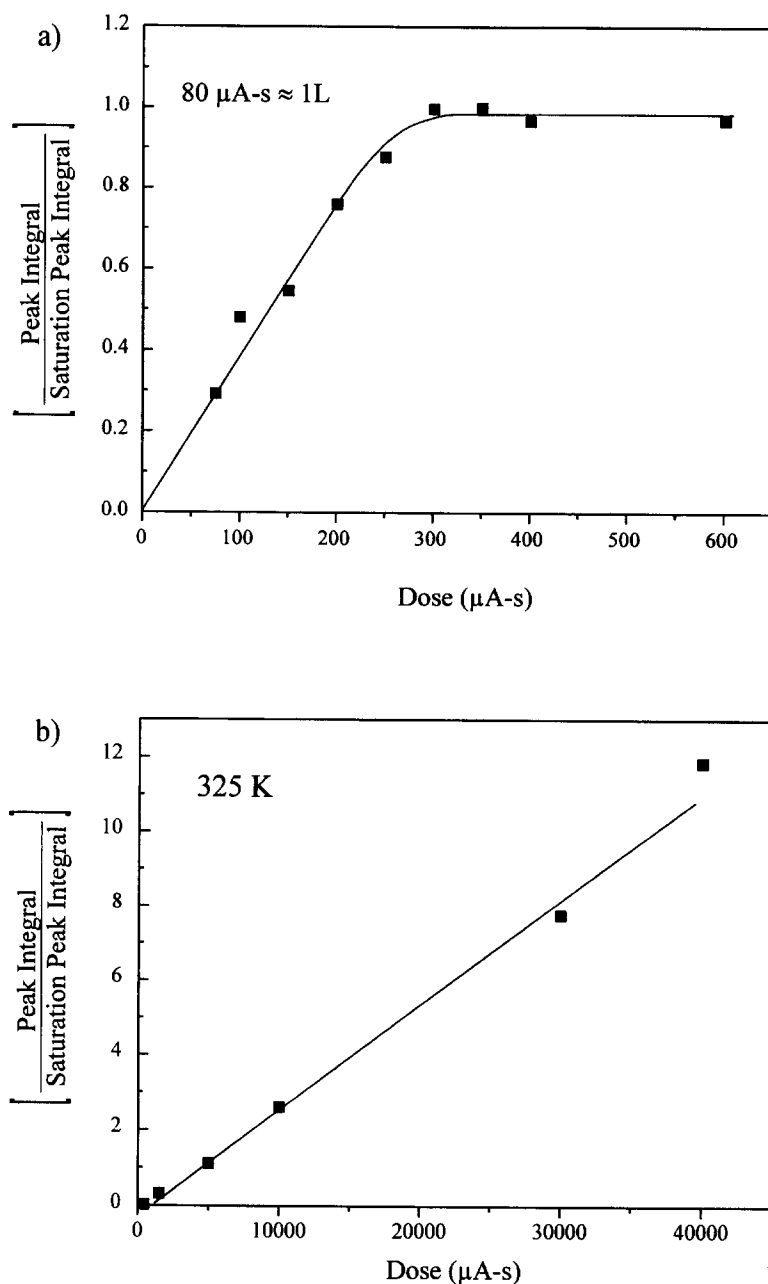 a)
80 µA-s ≈ 1L
[Peak Integral
Saturation Peak Integral]
1.2
1.0
0.8
0.6
0.4
0.2
0.0
0 100 200 300 400 500 600
Dose (µA-s)
b)
325 K
[Peak Integral
Saturation Peak Integral]
12
10
8
6
4
2
0
0 10000 20000 30000 40000
Dose (µA-s)